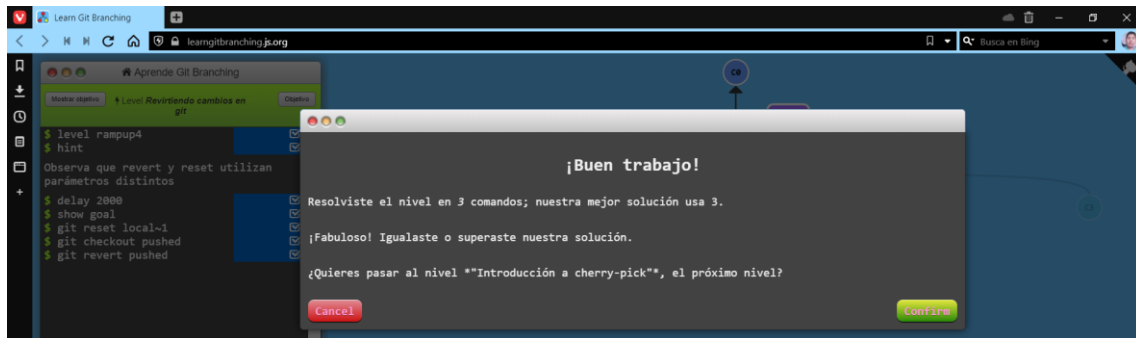 Learn Git Branching
learngitbranching.js.org
Busca en Bing
Aprende Git Branching
Mostrar objetivo
Level Revirtiendo cambios en git
Objetivo
$ level rampup4
$ hint
Observa que revert y reset utilizan
parámetros distintos
$ delay 2000
$ show goal
$ git reset local~1
$ git checkout pushed
$ git revert pushed
C0
¡Buen trabajo!
Resolviste el nivel en 3 comandos; nuestra mejor solución usa 3.
¡Fabuloso! Igualaste o superaste nuestra solución.
¿Quieres pasar al nivel *"Introducción a cherry-pick"*, el próximo nivel?
Cancel
Confirm